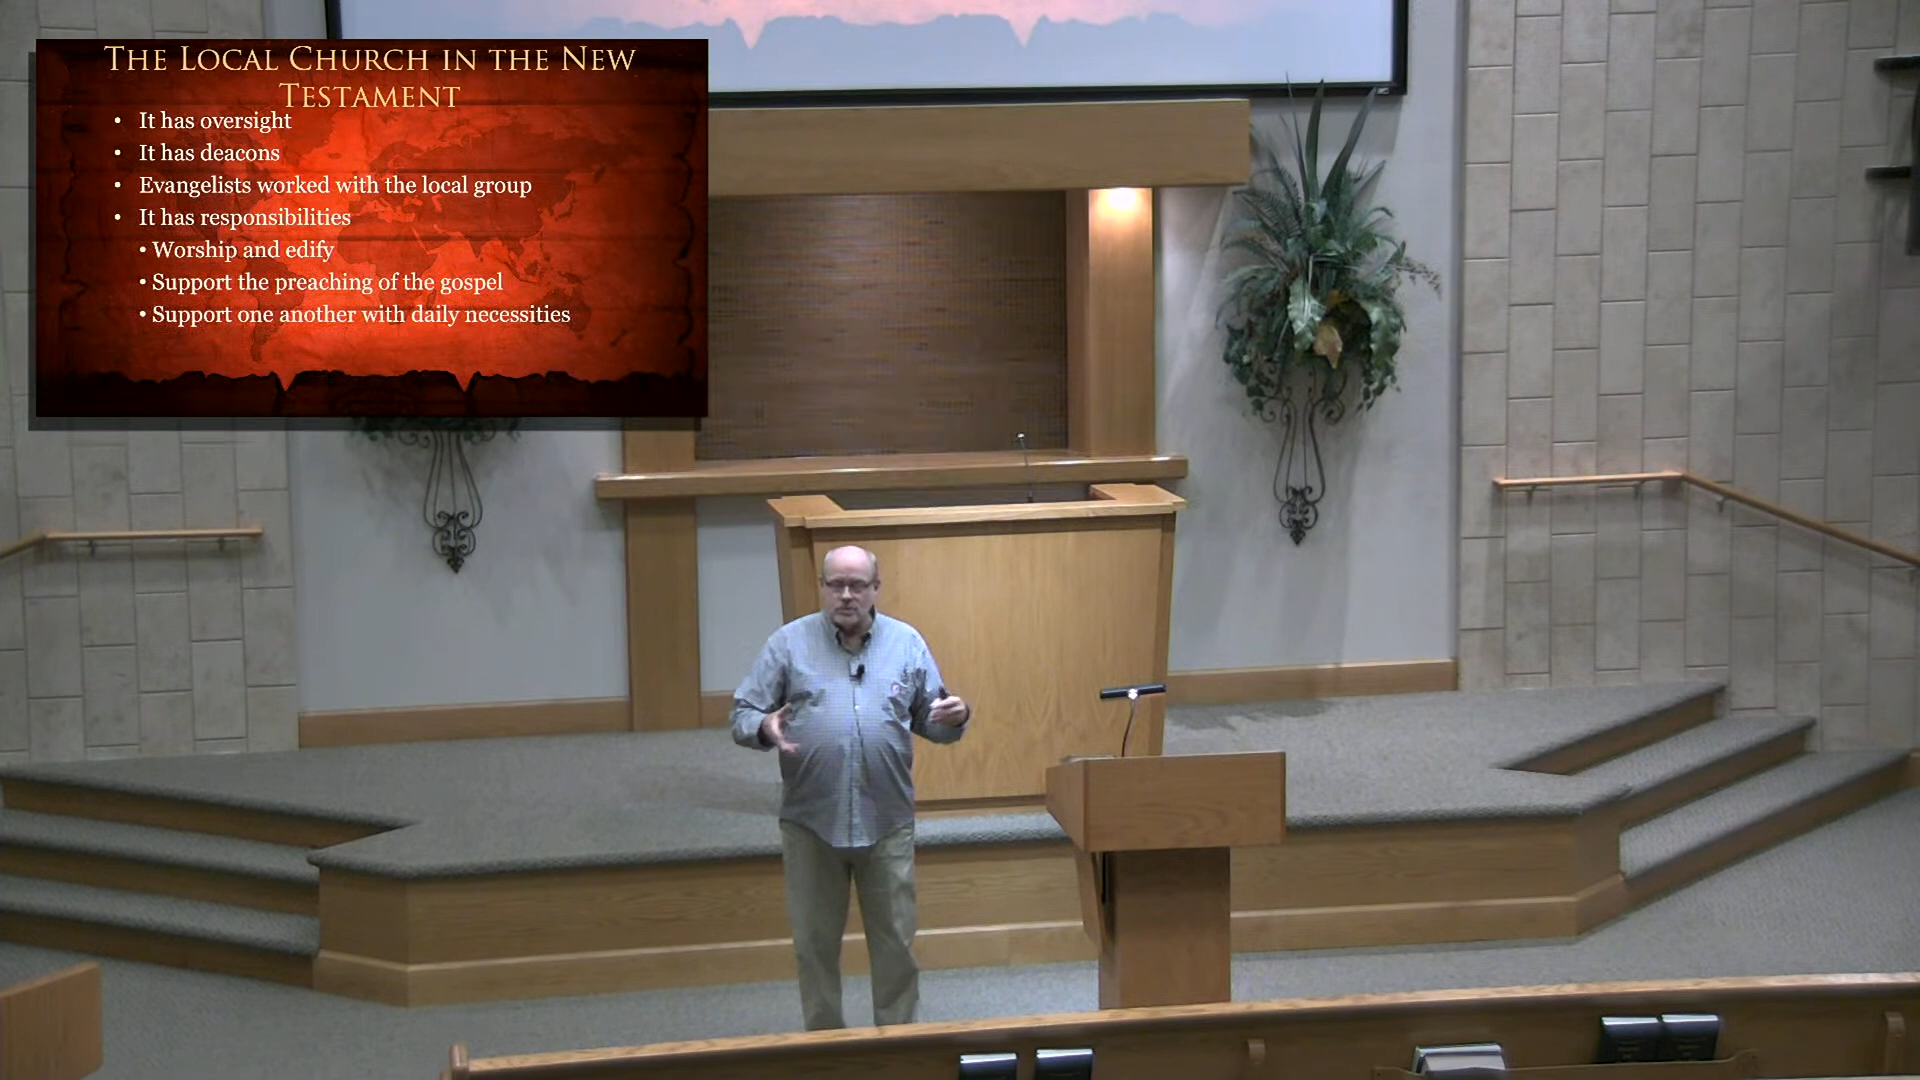 The Local Church in the New
Testament
• It has oversight
• It has deacons
• Evangelists worked with the local group
• It has responsibilities
• Worship and edify
• Support the preaching of the gospel
• Support one another with daily necessities